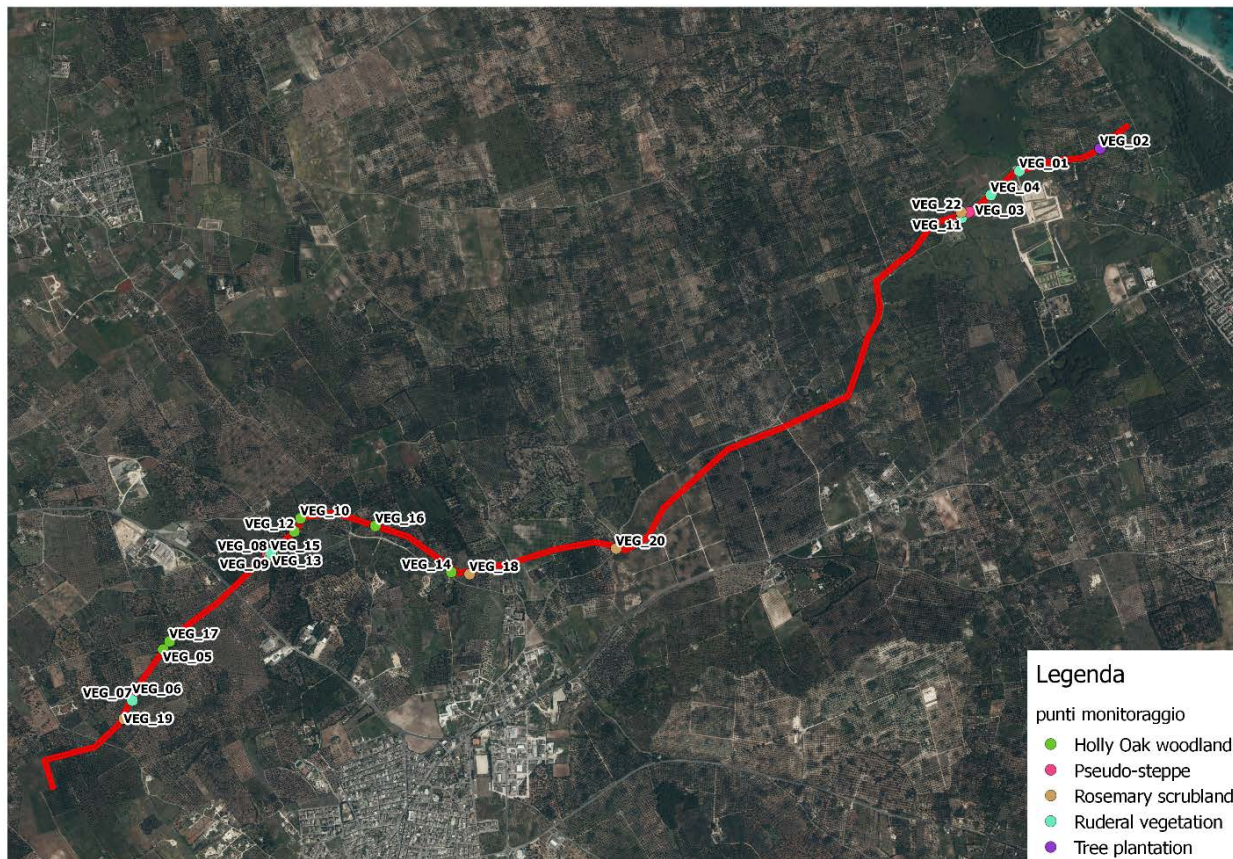 VEG_02
VEG_01
VEG_04
VEG_22
VEG_03
VEG_11
VEG_10
VEG_12
VEG_16
VEG_08
VEG_15
VEG_09
VEG_13
VEG_20
VEG_14
VEG_18
VEG_17
VEG_05
VEG_07
VEG_06
VEG_19
Legenda
punti monitoraggio
Holly Oak woodland
Pseudo-steppe
Rosemary scrubland
Ruderal vegetation
Tree plantation